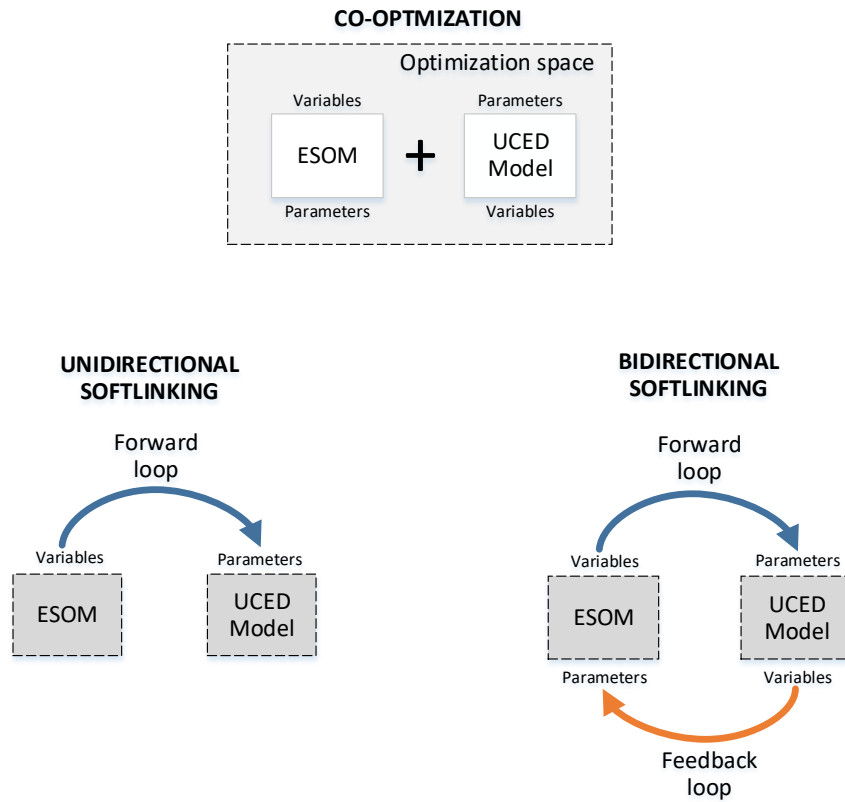 CO-OPTMIZATION
Optimization space
Variables
Parameters
ESOM
+
UCED
Model
Parameters
Variables
UNIDIRECTIONAL
SOFTLINKING
Forward
loop
Variables
Parameters
ESOM
UCED
Model
BIDIRECTIONAL
SOFTLINKING
Forward
loop
Variables
Parameters
ESOM
UCED
Model
Parameters
Variables
Feedback
loop